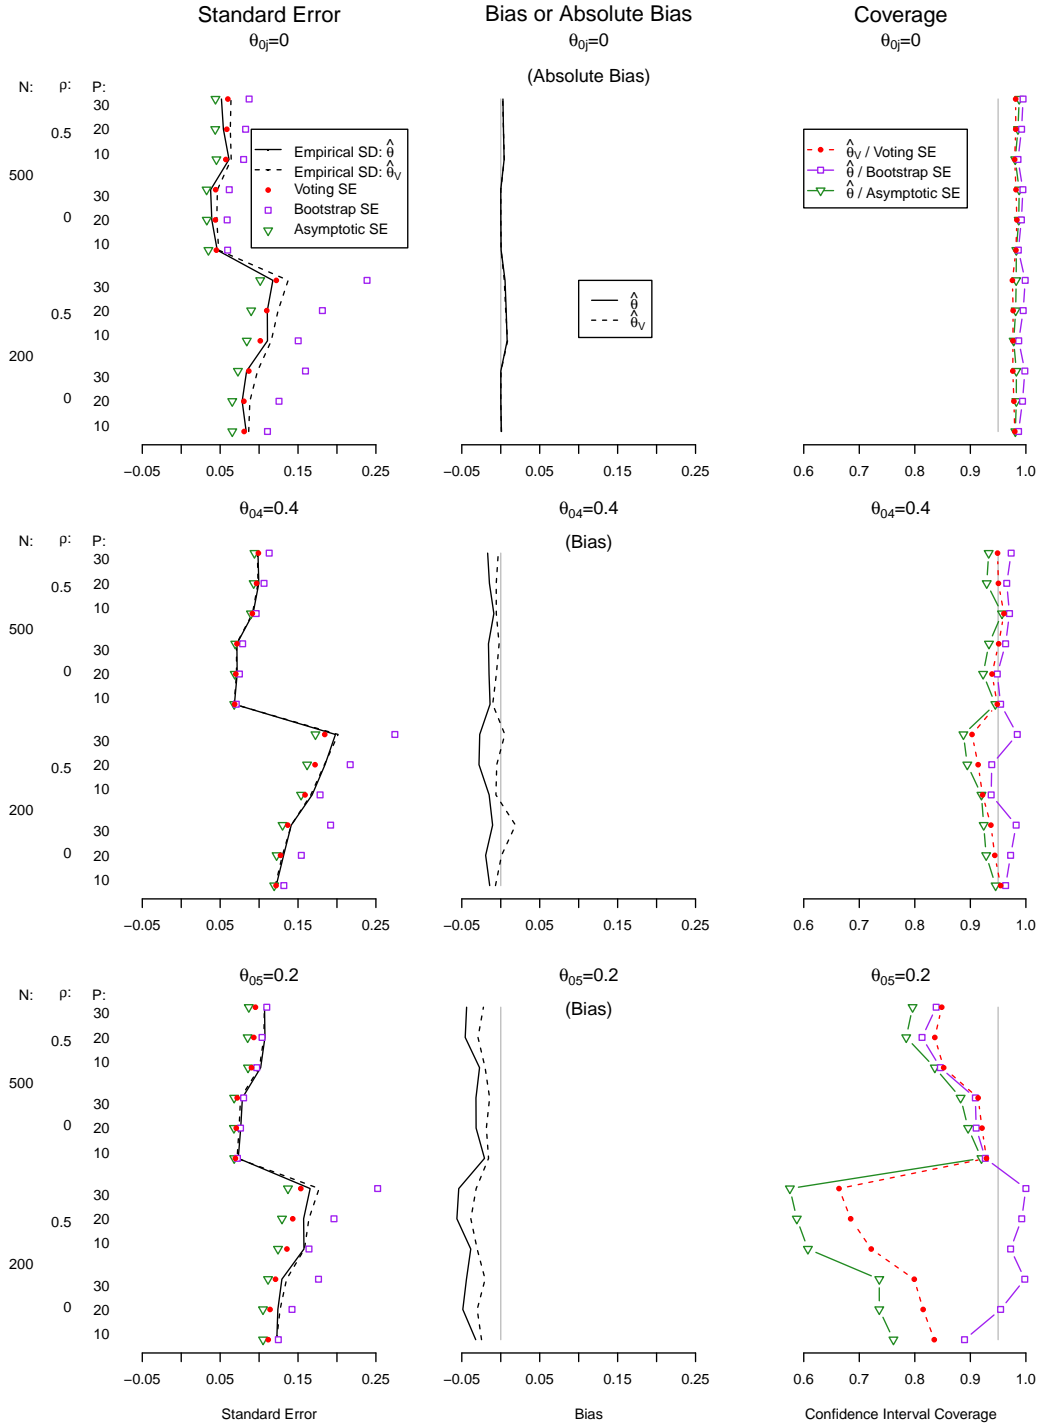 Standard Error Bias or Absolute Bias Coverage
θ0j=0 θ0j=0 θ0j=0
(Absolute Bias)
N: ρ: P:
30
0.5 20
10
500
30
0 20
10
30
0.5 20
10
200
30
0 20
10
Empirical SD: θ̂
Empirical SD: θ̂V
Voting SE
Bootstrap SE
Asymptotic SE
θ̂
θ̂V
θ̂V / Voting SE
θ̂ / Bootstrap SE
θ̂ / Asymptotic SE
−0.05 0.05 0.15 0.25 −0.05 0.05 0.15 0.25 0.6 0.7 0.8 0.9 1.0
θ04=0.4 θ04=0.4 θ04=0.4
(Bias)
N: ρ: P:
30
0.5 20
10
500
30
0 20
10
30
0.5 20
10
200
30
0 20
10
−0.05 0.05 0.15 0.25 −0.05 0.05 0.15 0.25 0.6 0.7 0.8 0.9 1.0
θ05=0.2 θ05=0.2 θ05=0.2
(Bias)
N: ρ: P:
30
0.5 20
10
500
30
0 20
10
30
0.5 20
10
200
30
0 20
10
−0.05 0.05 0.15 0.25 −0.05 0.05 0.15 0.25 0.6 0.7 0.8 0.9 1.0
Standard Error Bias Confidence Interval Coverage